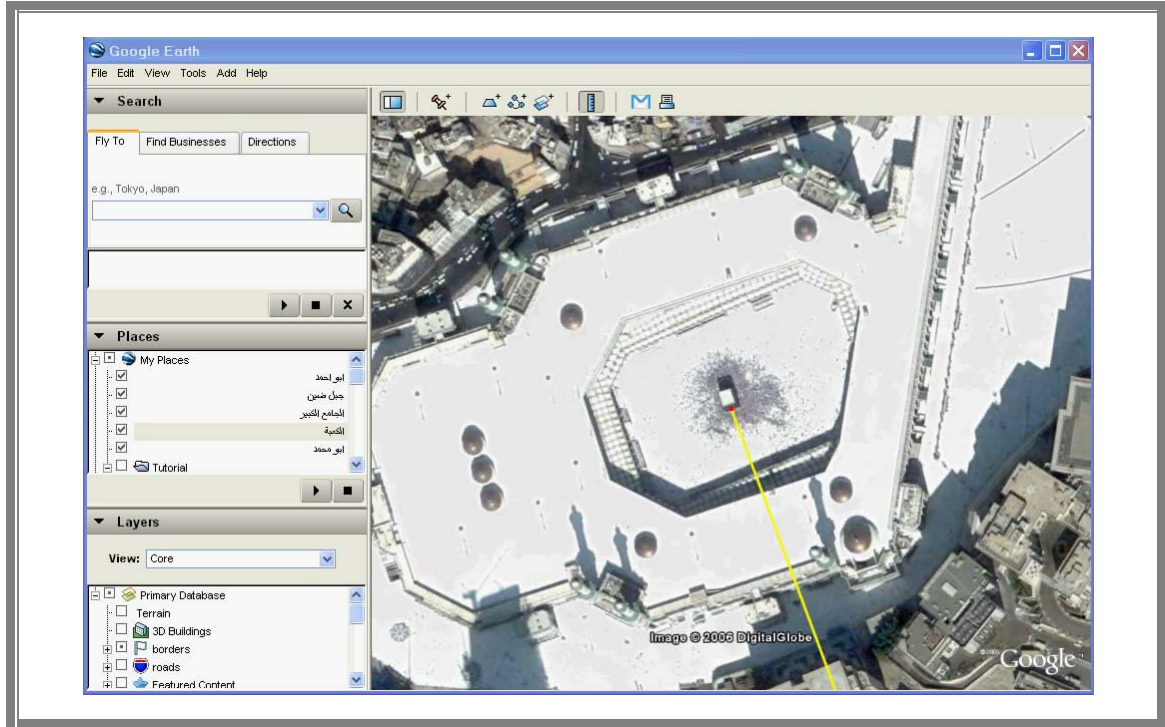 Google Earth
File Edit View Tools Add Help
Search
Fly To Find Businesses Directions
e.g., Tokyo, Japan
Places
My Places
ابو احمد
جبل ضين
الجامع الكبير
الكعبة
ابو محمد
Tutorial
Layers
View: Core
Primary Database
Terrain
3D Buildings
borders
roads
Featured Content
Image © 2006 DigitalGlobe
©2006 Google™